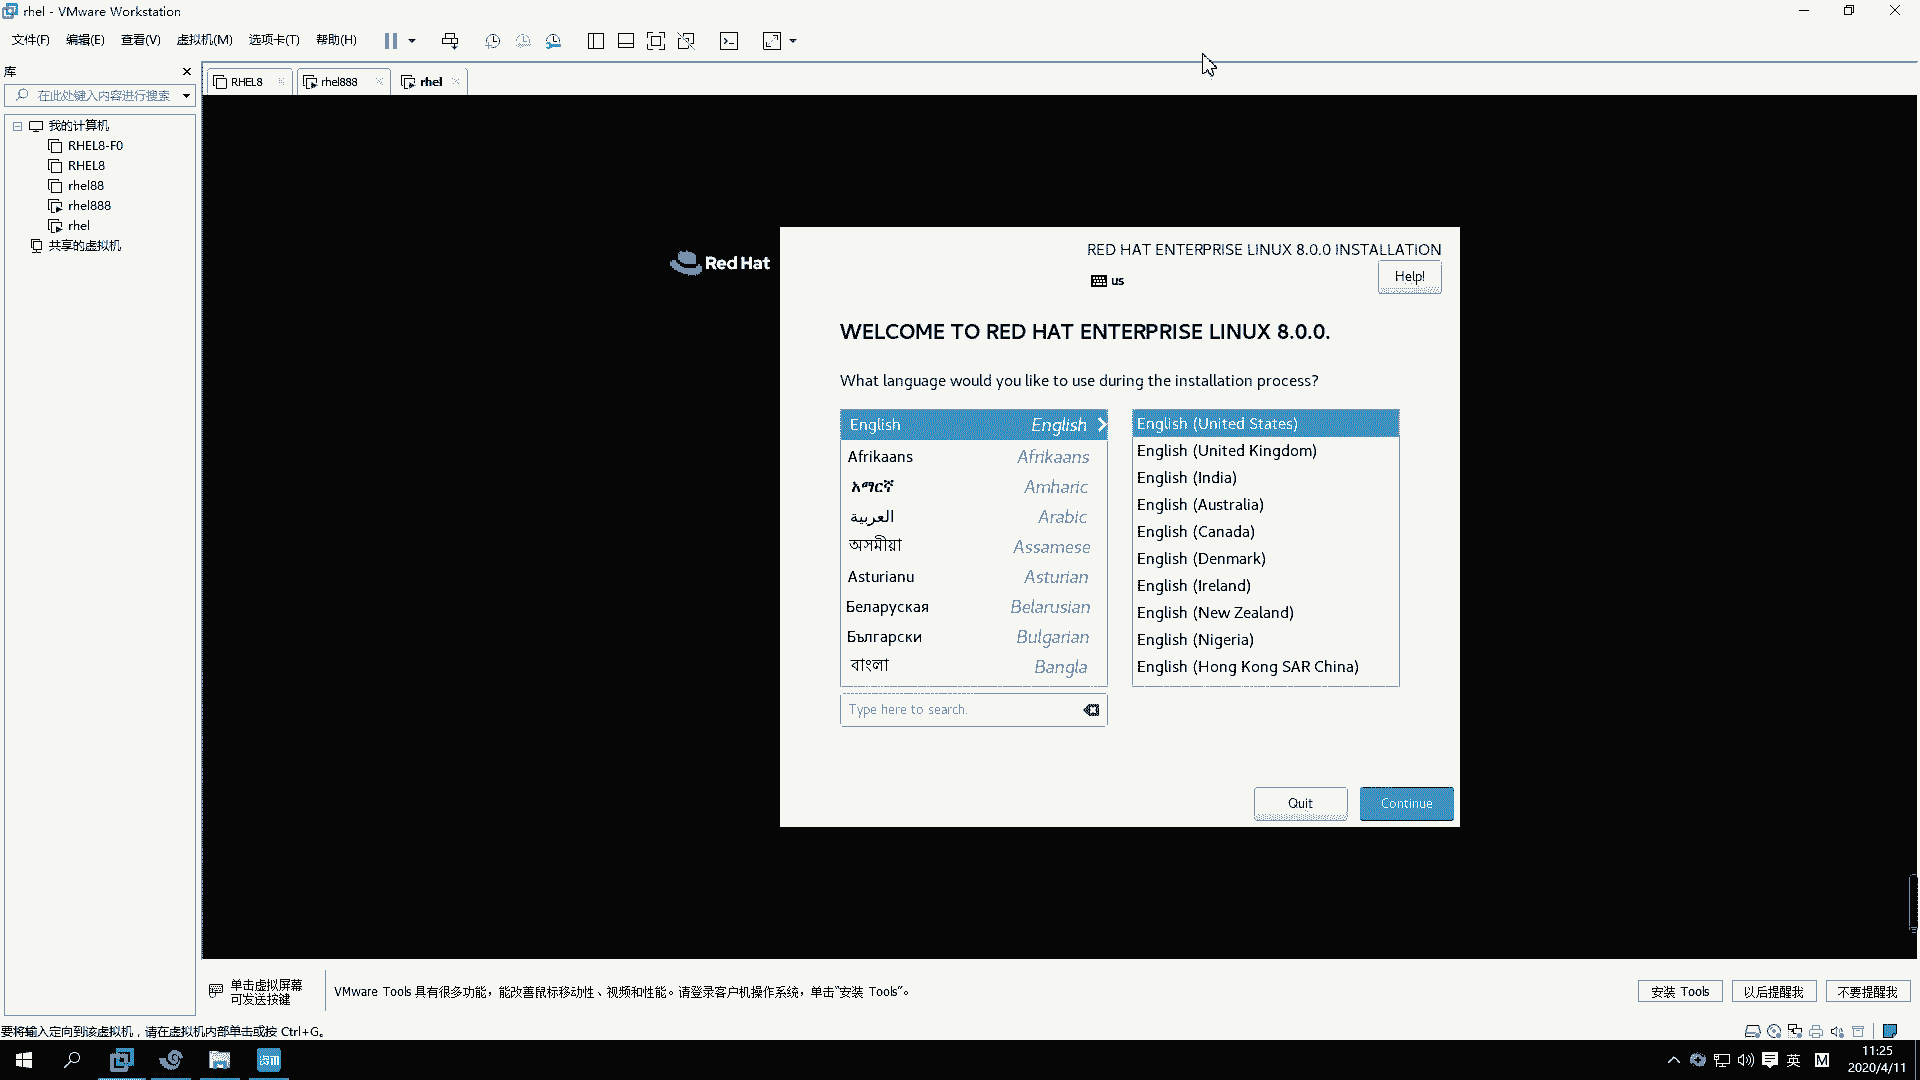 rhel - VMware Workstation
文件(F) 编辑(E) 查看(V) 虚拟机(M) 选项卡(T) 帮助(H)
库
在此处键入内容进行搜索
RHEL8 rhel888 rhel
我的计算机
RHEL8-F0
RHEL8
rhel88
rhel888
rhel
共享的虚拟机
Red Hat
RED HAT ENTERPRISE LINUX 8.0.0 INSTALLATION
us
Help!
WELCOME TO RED HAT ENTERPRISE LINUX 8.0.0.
What language would you like to use during the installation process?
English English
Afrikaans Afrikaans
አማርኛ Amharic
العربية Arabic
অসমীয়া Assamese
Asturianu Asturian
Беларуская Belarusian
Български Bulgarian
বাংলা Bangla
Type here to search.
English (United States)
English (United Kingdom)
English (India)
English (Australia)
English (Canada)
English (Denmark)
English (Ireland)
English (New Zealand)
English (Nigeria)
English (Hong Kong SAR China)
Quit Continue
单击虚拟屏幕
可发送按键
VMware Tools 具有很多功能，能改善鼠标移动性、视频和性能。请登录客户机操作系统，单击“安装 Tools”。
安装 Tools 以后提醒我 不要提醒我
要将输入定向到该虚拟机，请在虚拟机内部单击或按 Ctrl+G。
英 M
11:25
2020/4/11